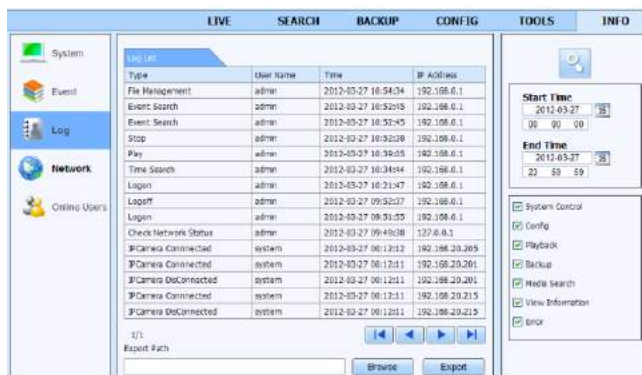 LIVE SEARCH BACKUP CONFIG TOOLS INFO
System
Event
Log
Network
Online Users
Log List
Type User Name Time IP Address
File Management admin 2012-03-27 10:54:34 192.168.0.1
Event Search admin 2012-03-27 10:52:45 192.168.0.1
Event Search admin 2012-03-27 10:52:45 192.168.0.1
Stop admin 2012-03-27 10:52:38 192.168.0.1
Play admin 2012-03-27 10:39:05 192.168.0.1
Time Search admin 2012-03-27 10:34:44 192.168.0.1
Logon admin 2012-03-27 10:21:47 192.168.0.1
Logoff admin 2012-03-27 09:52:37 192.168.0.1
Logon admin 2012-03-27 09:51:55 192.168.0.1
Check Network Status admin 2012-03-27 09:49:38 127.0.0.1
IPCamera Connnected system 2012-03-27 00:12:12 192.168.20.205
IPCamera Connnected system 2012-03-27 00:12:11 192.168.20.201
IPCamera DisConnected system 2012-03-27 00:12:11 192.168.20.201
IPCamera Connnected system 2012-03-27 00:12:11 192.168.20.215
IPCamera DisConnected system 2012-03-27 00:12:11 192.168.20.215
1/1
Export Path
Browse Export
Start Time
2012-03-27
00 00 00
End Time
2012-03-27
23 59 59
System Control
Config
Playback
Backup
Media Search
View Information
Error